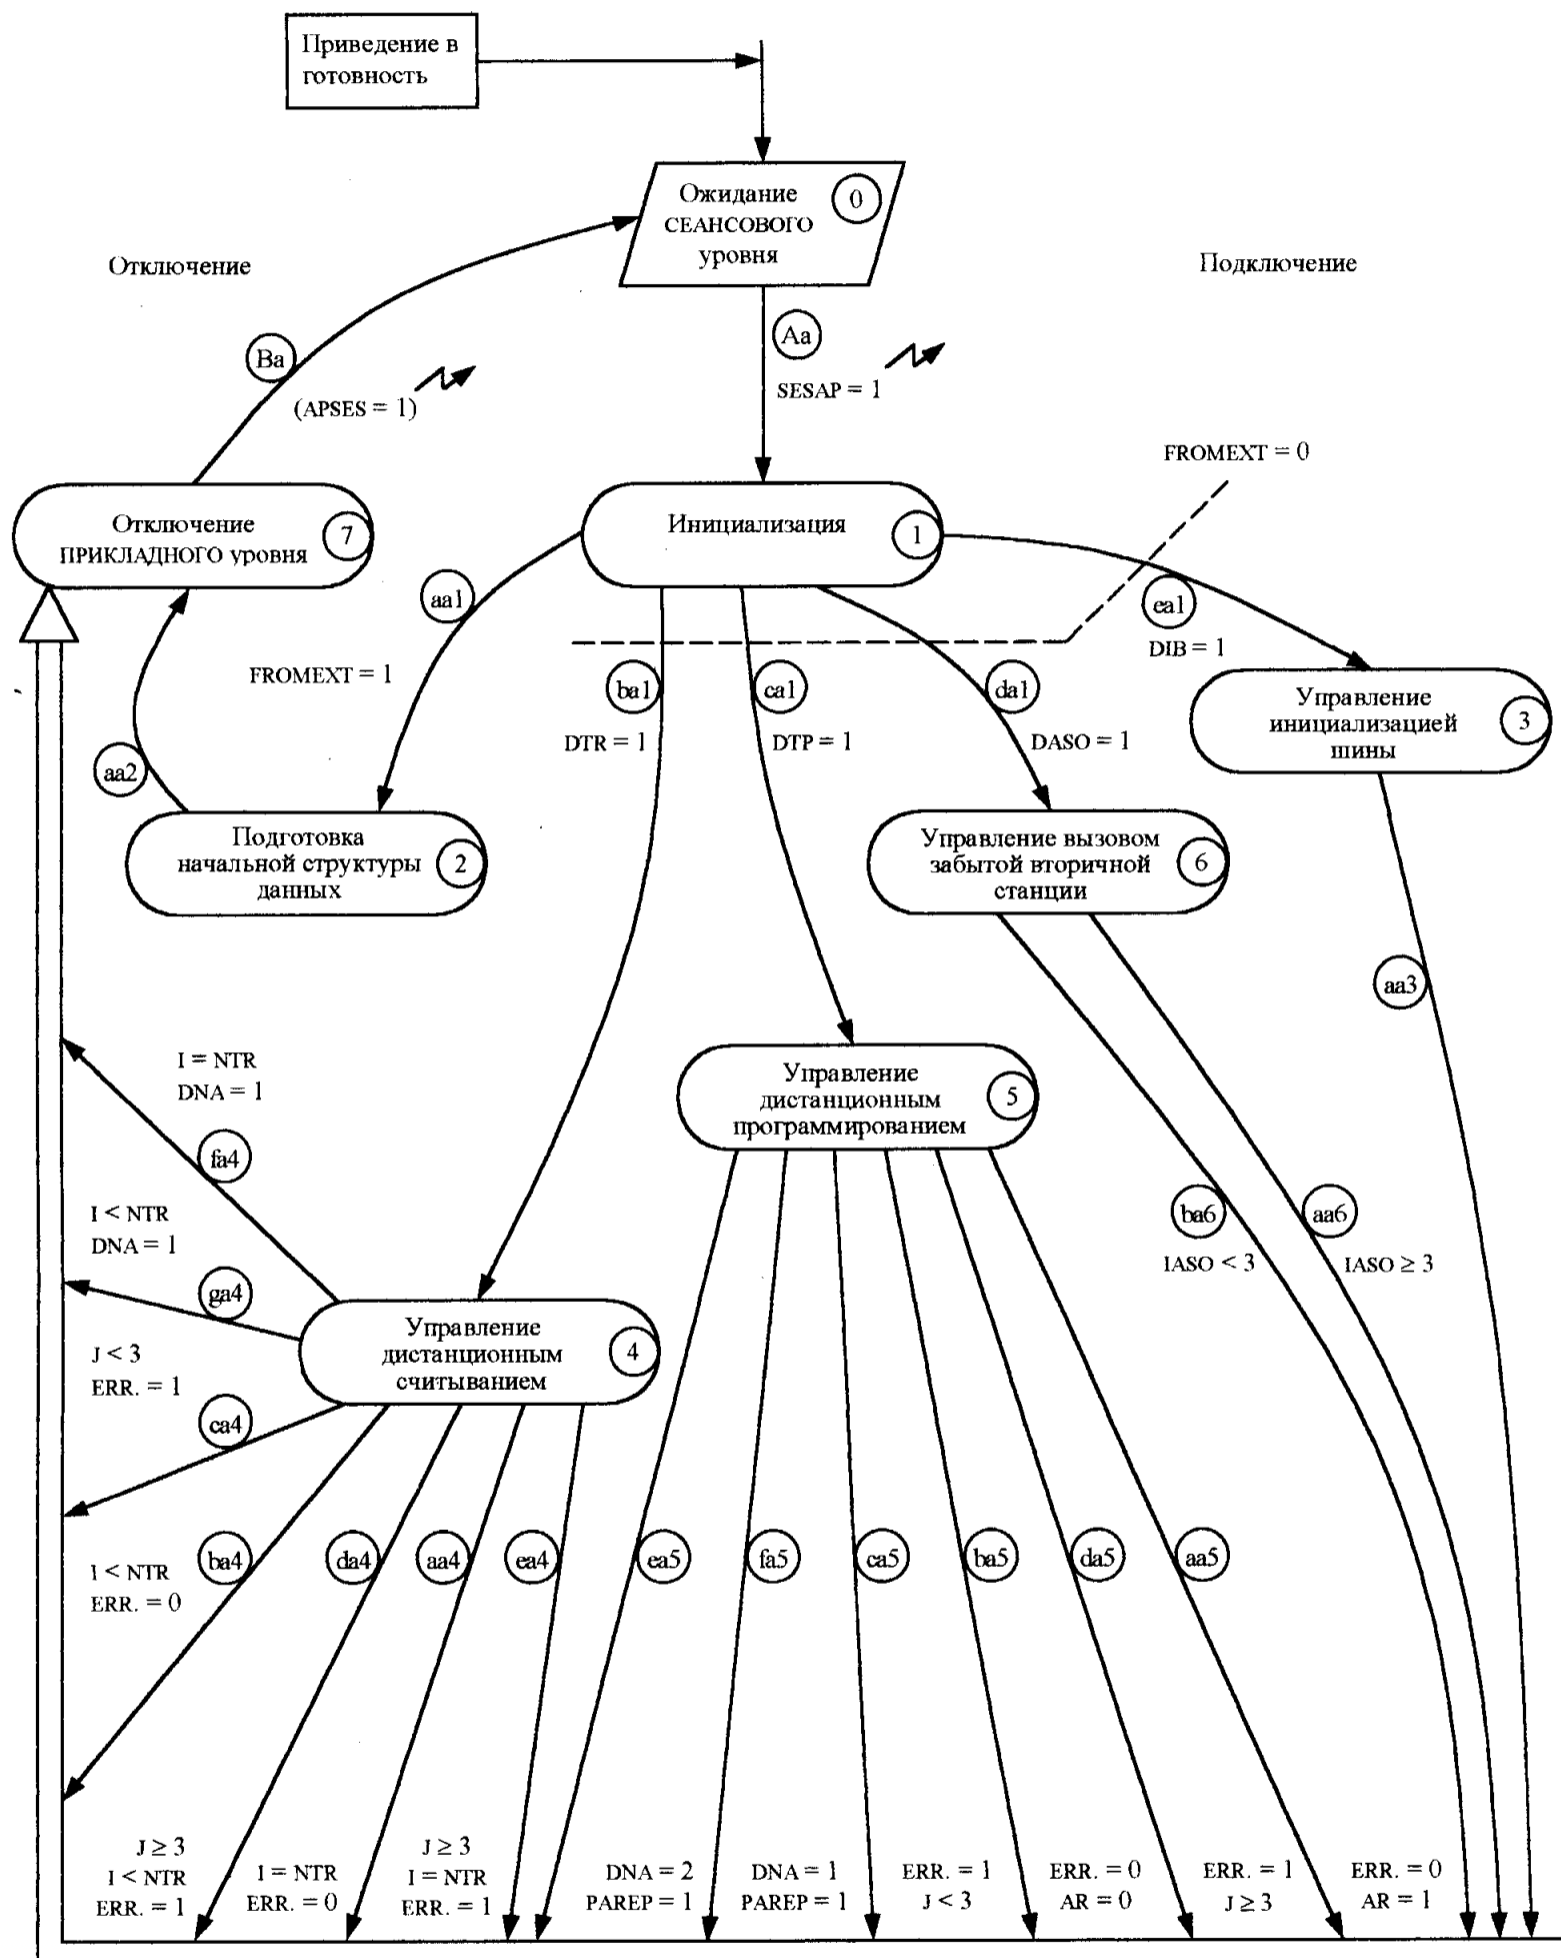 Приведение в
готовность
Ожидание
СЕАНСОВОГО
уровня
0
Отключение
Подключение
Ba
(APSES = 1)
Aa
SESAP = 1
FROMEXT = 0
Отключение
ПРИКЛАДНОГО уровня
7
Инициализация
1
aa1
FROMEXT = 1
ba1
DTR = 1
ca1
DTP = 1
da1
DASO = 1
ea1
DIB = 1
Управление
инициализацией
шины
3
aa2
Подготовка
начальной структуры
данных
2
Управление вызовом
забытой вторичной
станции
6
aa3
I = NTR
DNA = 1
fa4
Управление
дистанционным
программированием
5
I < NTR
DNA = 1
ga4
ba6
IASO < 3
aa6
IASO ≥ 3
J < 3
ERR. = 1
ca4
Управление
дистанционным
считыванием
4
I < NTR
ERR. = 0
ba4
da4
aa4
ea4
ea5
fa5
ca5
ba5
da5
aa5
J ≥ 3
I < NTR
ERR. = 1
I = NTR
ERR. = 0
J ≥ 3
I = NTR
ERR. = 1
DNA = 2
PAREP = 1
DNA = 1
PAREP = 1
ERR. = 1
J < 3
ERR. = 0
AR = 0
ERR. = 1
J ≥ 3
ERR. = 0
AR = 1